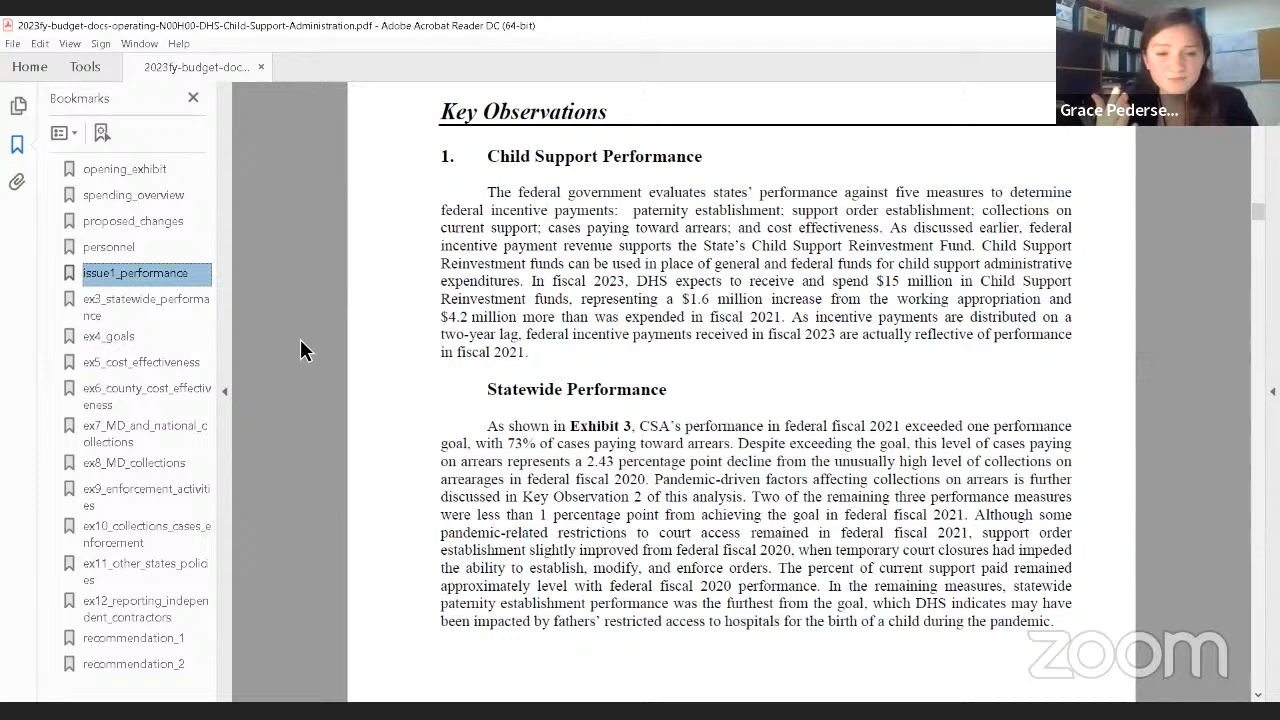 2023fy-budget-docs-operating-N00H00-DHS-Child-Support-Administration.pdf - Adobe Acrobat Reader DC (64-bit)
File Edit View Sign Window Help
Home Tools 2023fy-budget-doc... ×
Grace Pederse...
Bookmarks
opening_exhibit
spending_overview
proposed_changes
personnel
issue1_performance
ex3_statewide_performa
nce
ex4_goals
ex5_cost_effectiveness
ex6_county_cost_effectiv
eness
ex7_MD_and_national_c
ollections
ex8_MD_collections
ex9_enforcement_activiti
es
ex10_collections_cases_e
nforcement
ex11_other_states_polici
es
ex12_reporting_indepen
dent_contractors
recommendation_1
recommendation_2
Key Observations
1. Child Support Performance
The federal government evaluates states' performance against five measures to determine
federal incentive payments: paternity establishment; support order establishment; collections on
current support; cases paying toward arrears; and cost effectiveness. As discussed earlier, federal
incentive payment revenue supports the State's Child Support Reinvestment Fund. Child Support
Reinvestment funds can be used in place of general and federal funds for child support administrative
expenditures. In fiscal 2023, DHS expects to receive and spend $15 million in Child Support
Reinvestment funds, representing a $1.6 million increase from the working appropriation and
$4.2 million more than was expended in fiscal 2021. As incentive payments are distributed on a
two-year lag, federal incentive payments received in fiscal 2023 are actually reflective of performance
in fiscal 2021.
Statewide Performance
As shown in Exhibit 3, CSA's performance in federal fiscal 2021 exceeded one performance
goal, with 73% of cases paying toward arrears. Despite exceeding the goal, this level of cases paying
on arrears represents a 2.43 percentage point decline from the unusually high level of collections on
arrearages in federal fiscal 2020. Pandemic-driven factors affecting collections on arrears is further
discussed in Key Observation 2 of this analysis. Two of the remaining three performance measures
were less than 1 percentage point from achieving the goal in federal fiscal 2021. Although some
pandemic-related restrictions to court access remained in federal fiscal 2021, support order
establishment slightly improved from federal fiscal 2020, when temporary court closures had impeded
the ability to establish, modify, and enforce orders. The percent of current support paid remained
approximately level with federal fiscal 2020 performance. In the remaining measures, statewide
paternity establishment performance was the furthest from the goal, which DHS indicates may have
been impacted by fathers' restricted access to hospitals for the birth of a child during the pandemic.
zoom